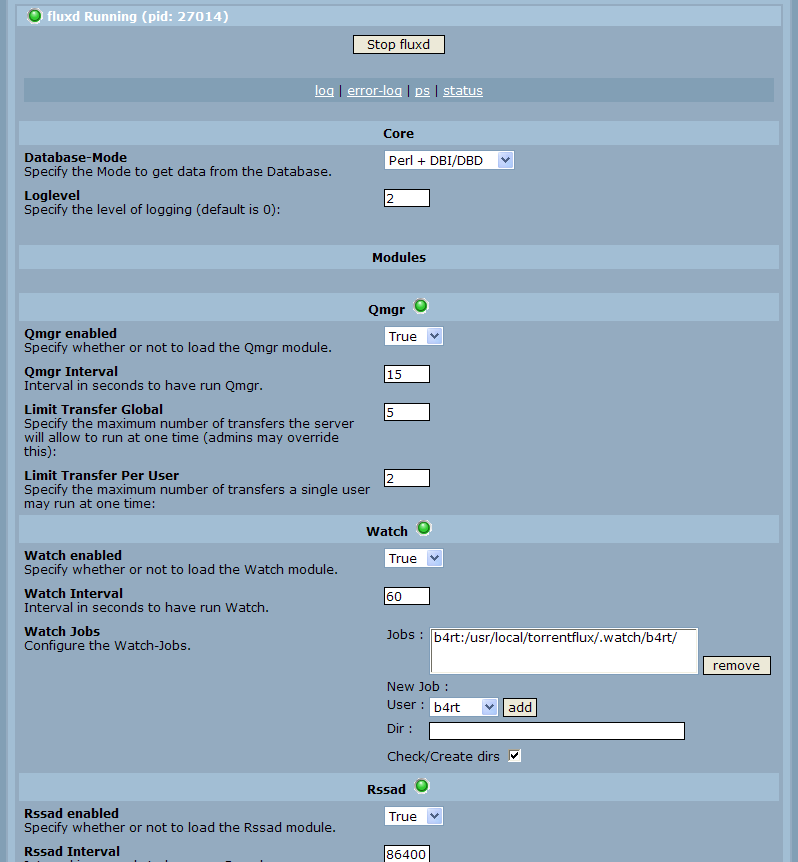 fluxd Running (pid: 27014)
Stop fluxd
log | error-log | ps | status
Core
Database-Mode
Specify the Mode to get data from the Database.
Perl + DBI/DBD
Loglevel
Specify the level of logging (default is 0):
2
Modules
Qmgr
Qmgr enabled
Specify whether or not to load the Qmgr module.
True
Qmgr Interval
Interval in seconds to have run Qmgr.
15
Limit Transfer Global
Specify the maximum number of transfers the server
will allow to run at one time (admins may override
this):
5
Limit Transfer Per User
Specify the maximum number of transfers a single user
may run at one time:
2
Watch
Watch enabled
Specify whether or not to load the Watch module.
True
Watch Interval
Interval in seconds to have run Watch.
60
Watch Jobs
Configure the Watch-Jobs.
Jobs :
b4rt:/usr/local/torrentflux/.watch/b4rt/
remove
New Job :
User : b4rt add
Dir :
Check/Create dirs
Rssad
Rssad enabled
Specify whether or not to load the Rssad module.
True
Rssad Interval
86400